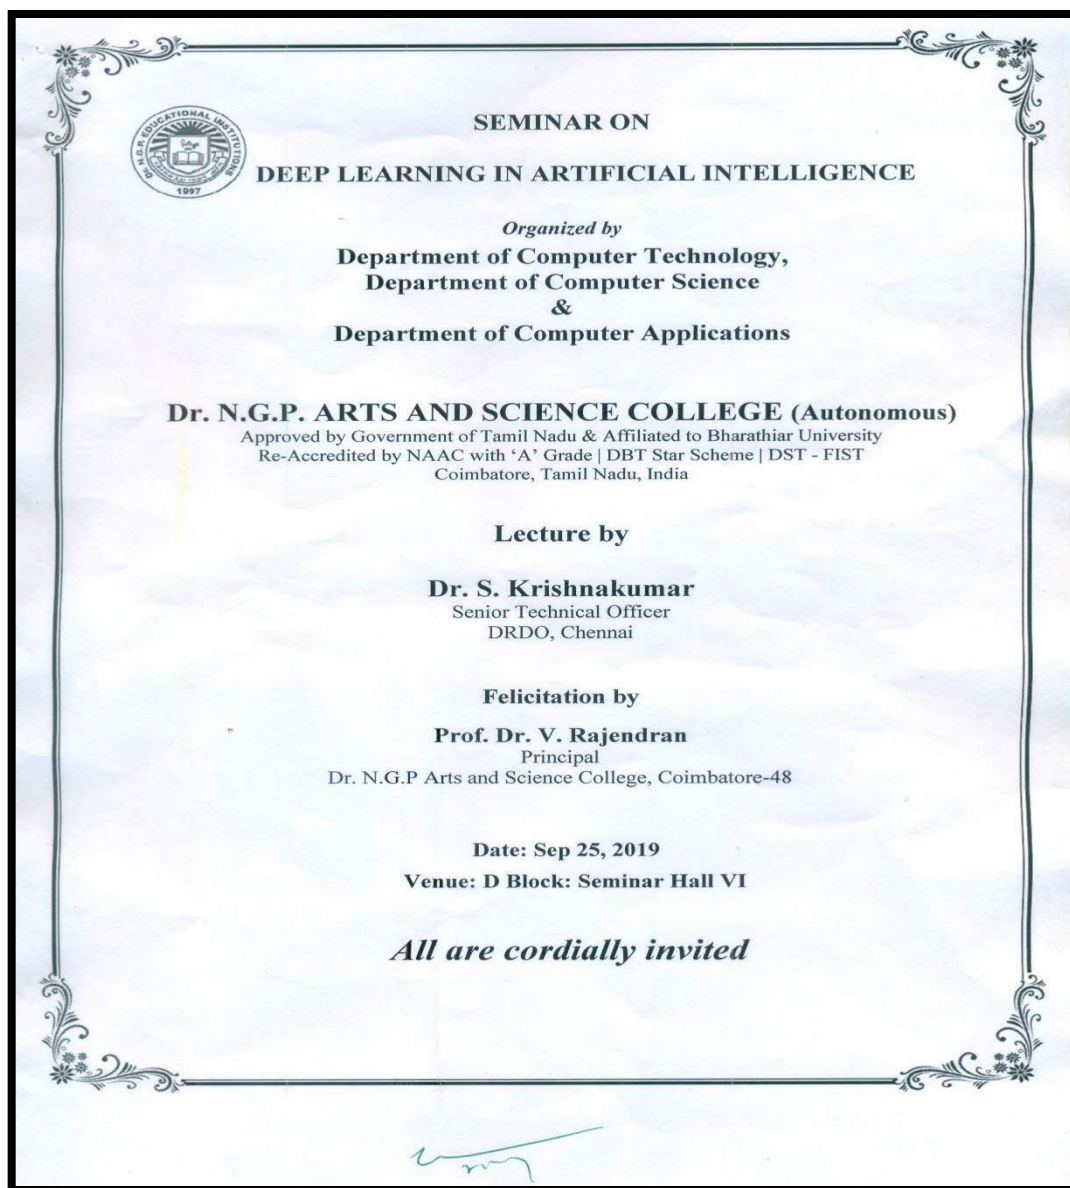 Dr. N.G.P. EDUCATIONAL INSTITUTIONS
1997
SEMINAR ON
DEEP LEARNING IN ARTIFICIAL INTELLIGENCE
Organized by
Department of Computer Technology,
Department of Computer Science
&
Department of Computer Applications
Dr. N.G.P. ARTS AND SCIENCE COLLEGE (Autonomous)
Approved by Government of Tamil Nadu & Affiliated to Bharathiar University
Re-Accredited by NAAC with ‘A’ Grade | DBT Star Scheme | DST - FIST
Coimbatore, Tamil Nadu, India
Lecture by
Dr. S. Krishnakumar
Senior Technical Officer
DRDO, Chennai
Felicitation by
Prof. Dr. V. Rajendran
Principal
Dr. N.G.P Arts and Science College, Coimbatore-48
Date: Sep 25, 2019
Venue: D Block: Seminar Hall VI
All are cordially invited